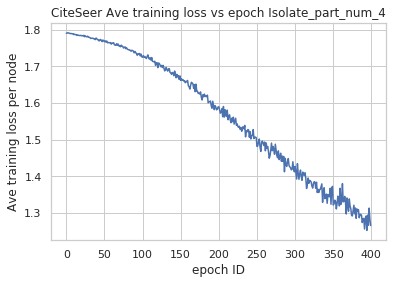 CiteSeer Ave training loss vs epoch Isolate_part_num_4
Ave training loss per node
1.8
1.7
1.6
1.5
1.4
1.3
0 50 100 150 200 250 300 350 400
epoch ID